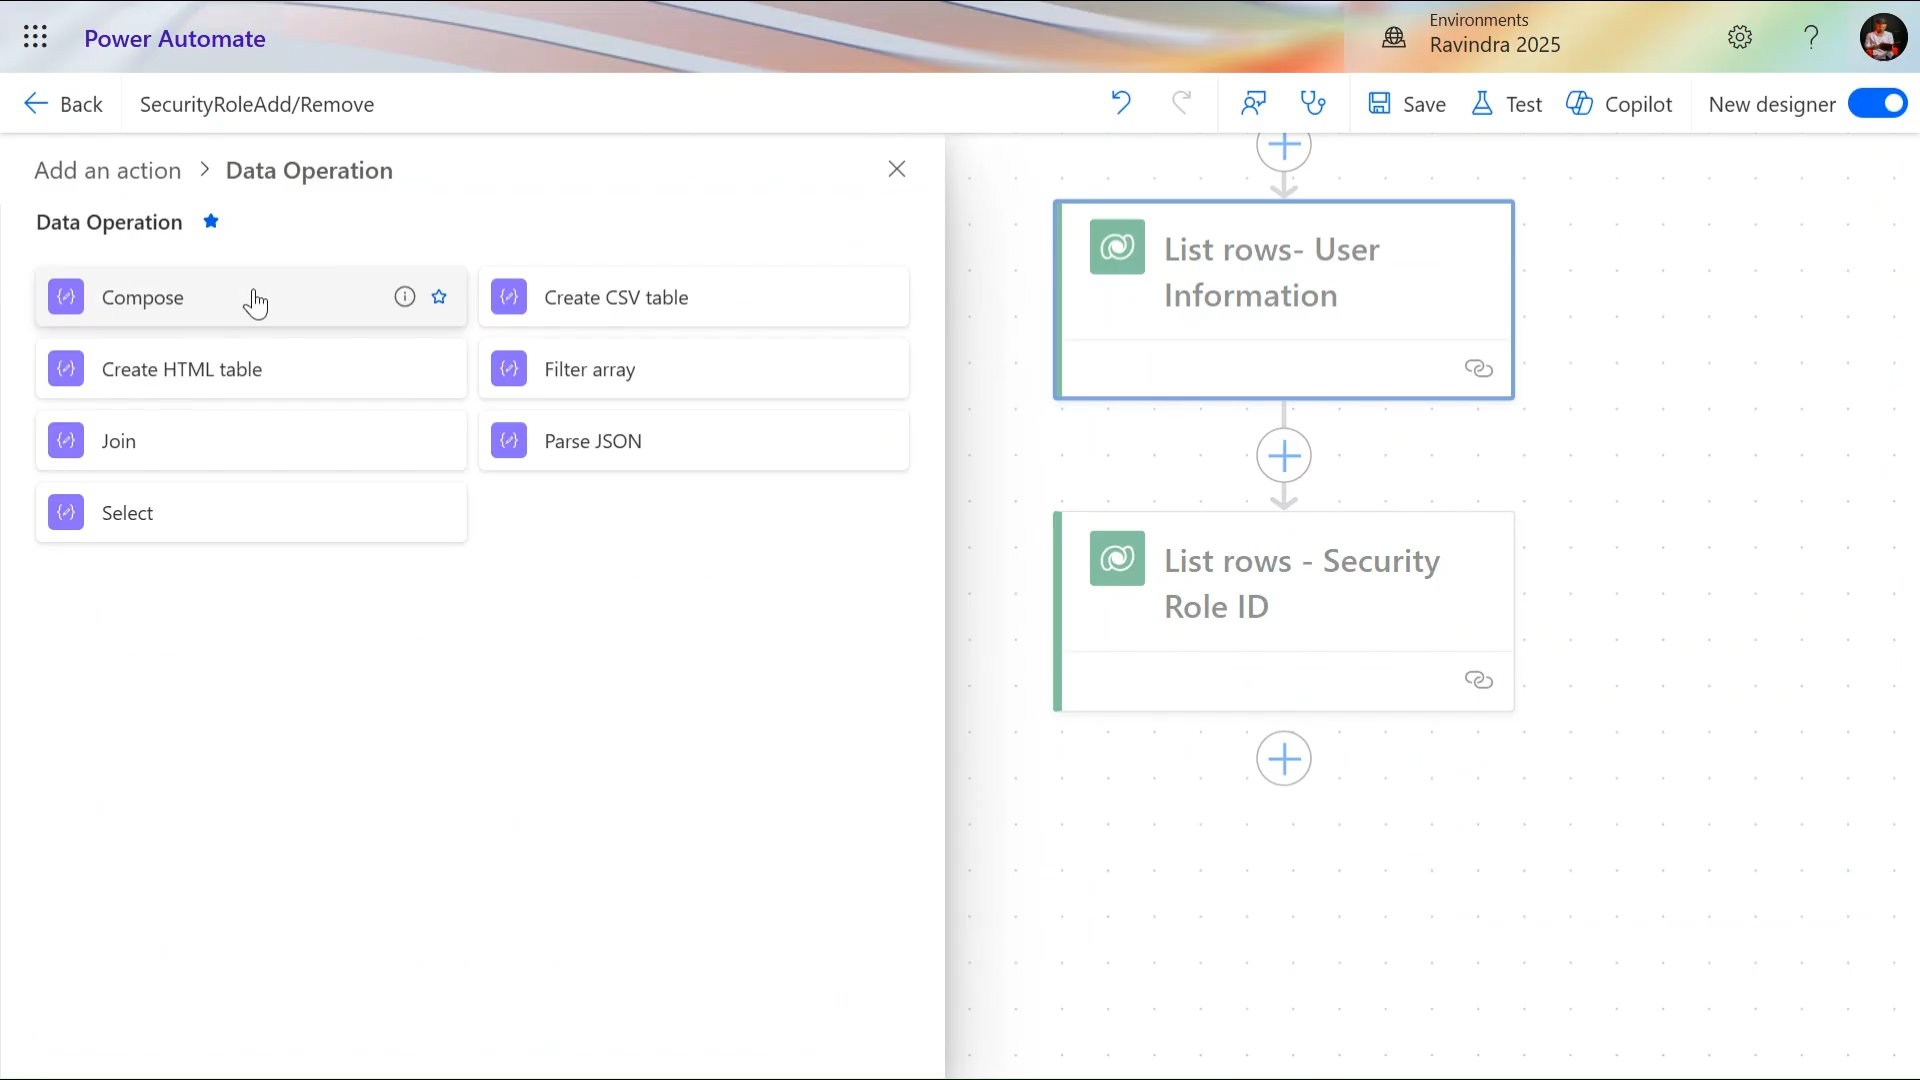 Power Automate
Environments
Ravindra 2025
Back
SecurityRoleAdd/Remove
Save
Test
Copilot
New designer
Add an action > Data Operation
Data Operation
Compose
Create CSV table
Create HTML table
Filter array
Join
Parse JSON
Select
List rows- User
Information
List rows - Security
Role ID